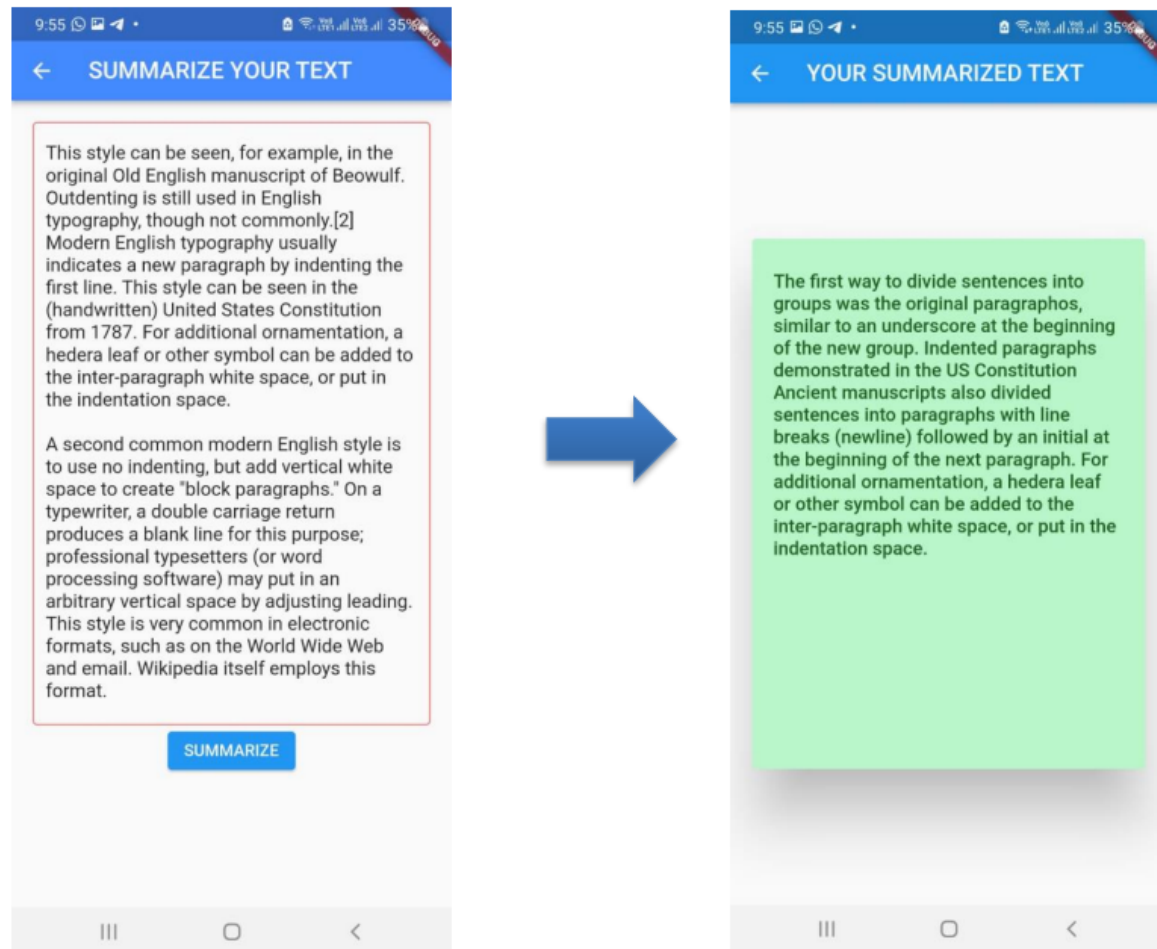 9:55
35%
SUMMARIZE YOUR TEXT
This style can be seen, for example, in the
original Old English manuscript of Beowulf.
Outdenting is still used in English
typography, though not commonly.[2]
Modern English typography usually
indicates a new paragraph by indenting the
first line. This style can be seen in the
(handwritten) United States Constitution
from 1787. For additional ornamentation, a
hedera leaf or other symbol can be added to
the inter-paragraph white space, or put in
the indentation space.
A second common modern English style is
to use no indenting, but add vertical white
space to create "block paragraphs." On a
typewriter, a double carriage return
produces a blank line for this purpose;
professional typesetters (or word
processing software) may put in an
arbitrary vertical space by adjusting leading.
This style is very common in electronic
formats, such as on the World Wide Web
and email. Wikipedia itself employs this
format.
SUMMARIZE
9:55
35%
YOUR SUMMARIZED TEXT
The first way to divide sentences into
groups was the original paragraphos,
similar to an underscore at the beginning
of the new group. Indented paragraphs
demonstrated in the US Constitution
Ancient manuscripts also divided
sentences into paragraphs with line
breaks (newline) followed by an initial at
the beginning of the next paragraph. For
additional ornamentation, a hedera leaf
or other symbol can be added to the
inter-paragraph white space, or put in the
indentation space.